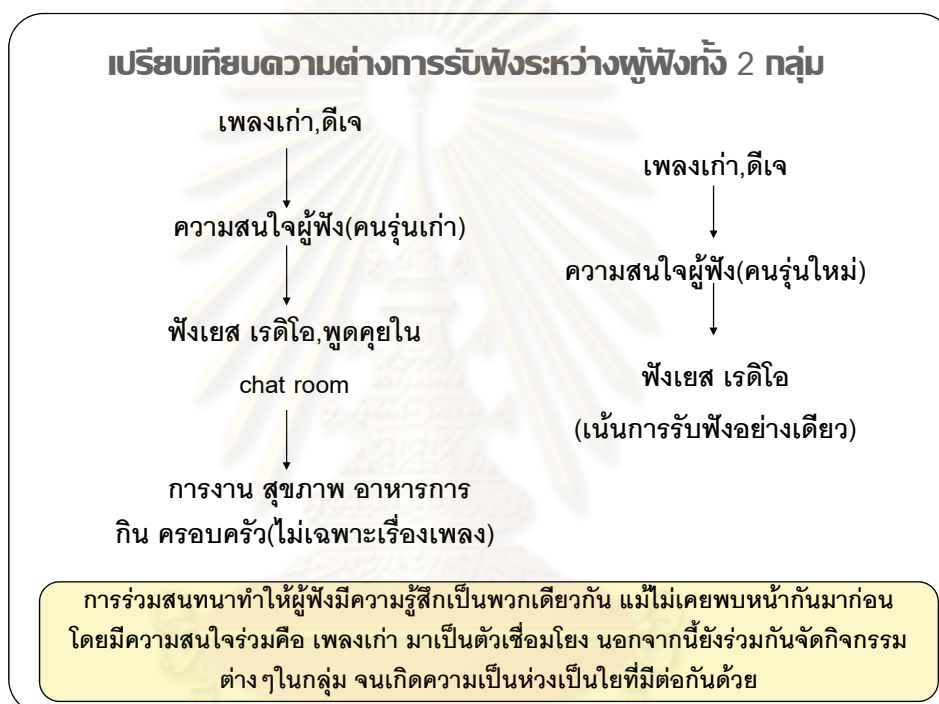 เปรียบเทียบความต่างการรับฟังระหว่างผู้ฟังทั้ง 2 กลุ่ม
เพลงเก่า,ดีเจ
ความสนใจผู้ฟัง(คนรุ่นเก่า)
ฟังเยส เรดิโอ,พูดคุยใน
chat room
การงาน สุขภาพ อาหารการ
กิน ครอบครัว(ไม่เฉพาะเรื่องเพลง)
เพลงเก่า,ดีเจ
ความสนใจผู้ฟัง(คนรุ่นใหม่)
ฟังเยส เรดิโอ
(เน้นการรับฟังอย่างเดียว)
การร่วมสนทนาทำให้ผู้ฟังมีความรู้สึกเป็นพวกเดียวกัน แม้ไม่เคยพบหน้ากันมาก่อน
โดยมีความสนใจร่วมคือ เพลงเก่า มาเป็นตัวเชื่อมโยง นอกจากนี้ยังร่วมกันจัดกิจกรรม
ต่าง ๆในกลุ่ม จนเกิดความเป็นห่วงเป็นใยที่มีต่อกันด้วย